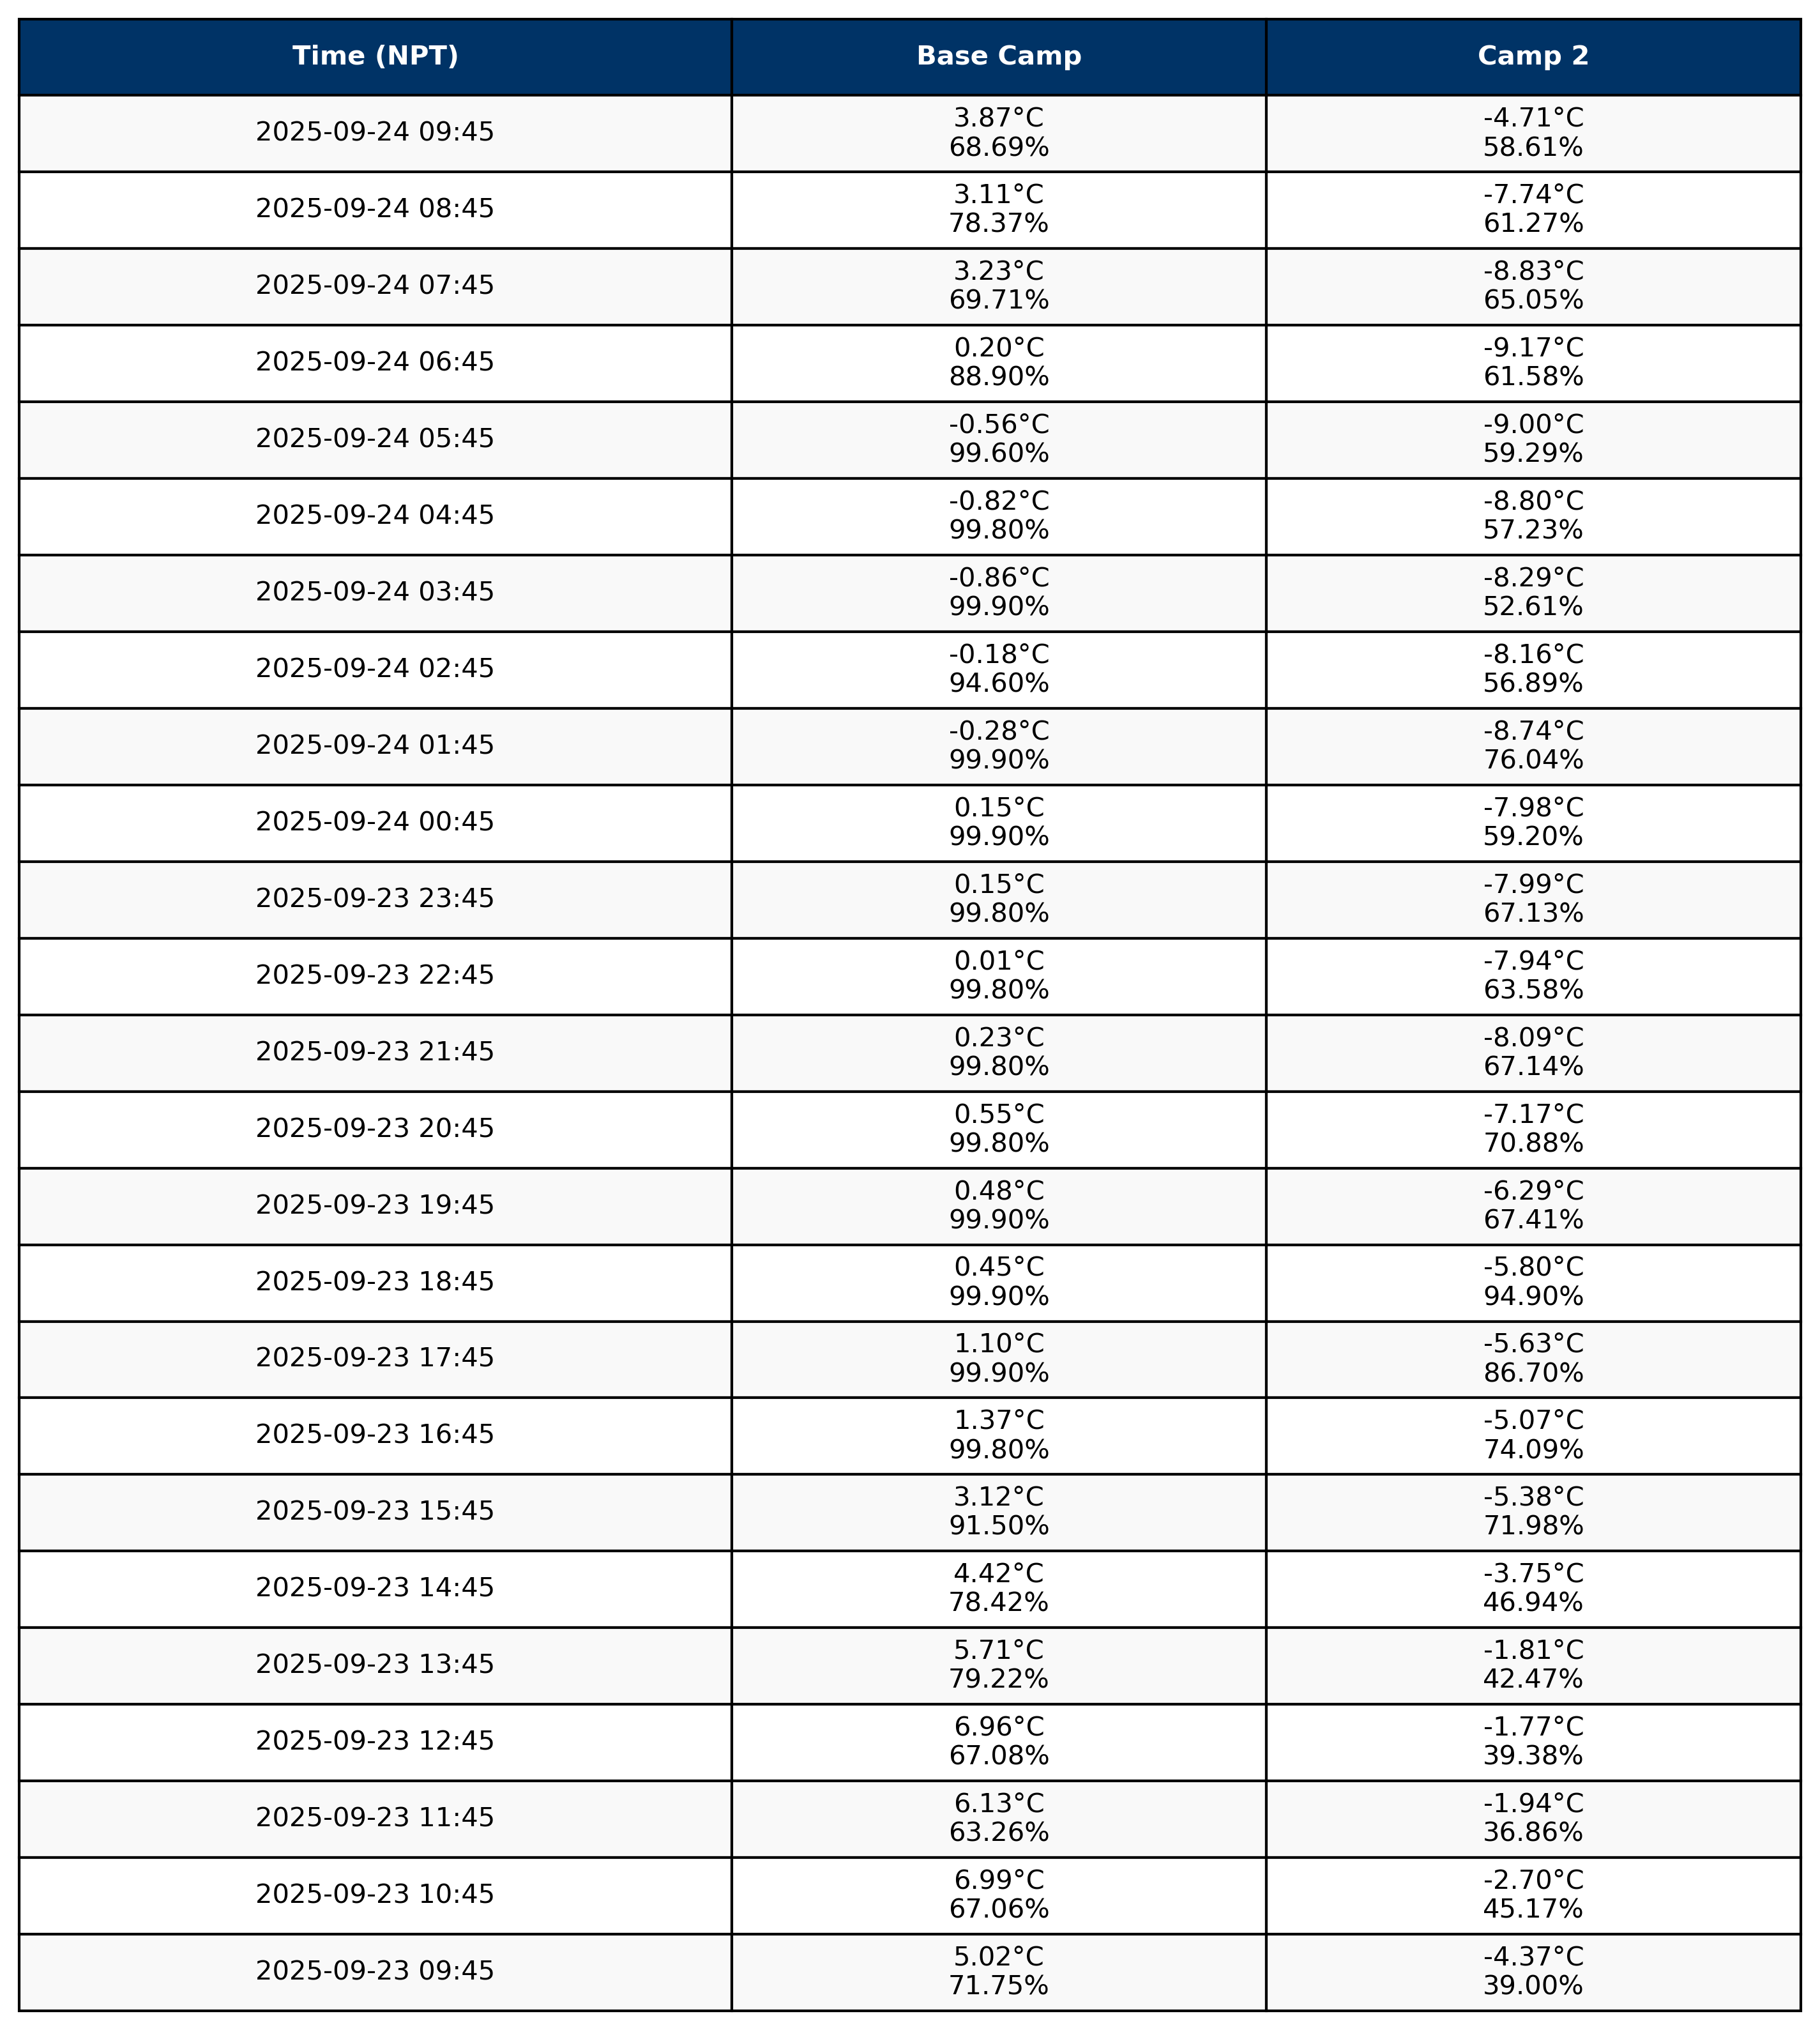 Time (NPT) Base Camp Camp 2
2025-09-24 09:45 3.87°C -4.71°C
68.69% 58.61%
2025-09-24 08:45 3.11°C -7.74°C
78.37% 61.27%
2025-09-24 07:45 3.23°C -8.83°C
69.71% 65.05%
2025-09-24 06:45 0.20°C -9.17°C
88.90% 61.58%
2025-09-24 05:45 -0.56°C -9.00°C
99.60% 59.29%
2025-09-24 04:45 -0.82°C -8.80°C
99.80% 57.23%
2025-09-24 03:45 -0.86°C -8.29°C
99.90% 52.61%
2025-09-24 02:45 -0.18°C -8.16°C
94.60% 56.89%
2025-09-24 01:45 -0.28°C -8.74°C
99.90% 76.04%
2025-09-24 00:45 0.15°C -7.98°C
99.90% 59.20%
2025-09-23 23:45 0.15°C -7.99°C
99.80% 67.13%
2025-09-23 22:45 0.01°C -7.94°C
99.80% 63.58%
2025-09-23 21:45 0.23°C -8.09°C
99.80% 67.14%
2025-09-23 20:45 0.55°C -7.17°C
99.80% 70.88%
2025-09-23 19:45 0.48°C -6.29°C
99.90% 67.41%
2025-09-23 18:45 0.45°C -5.80°C
99.90% 94.90%
2025-09-23 17:45 1.10°C -5.63°C
99.90% 86.70%
2025-09-23 16:45 1.37°C -5.07°C
99.80% 74.09%
2025-09-23 15:45 3.12°C -5.38°C
91.50% 71.98%
2025-09-23 14:45 4.42°C -3.75°C
78.42% 46.94%
2025-09-23 13:45 5.71°C -1.81°C
79.22% 42.47%
2025-09-23 12:45 6.96°C -1.77°C
67.08% 39.38%
2025-09-23 11:45 6.13°C -1.94°C
63.26% 36.86%
2025-09-23 10:45 6.99°C -2.70°C
67.06% 45.17%
2025-09-23 09:45 5.02°C -4.37°C
71.75% 39.00%